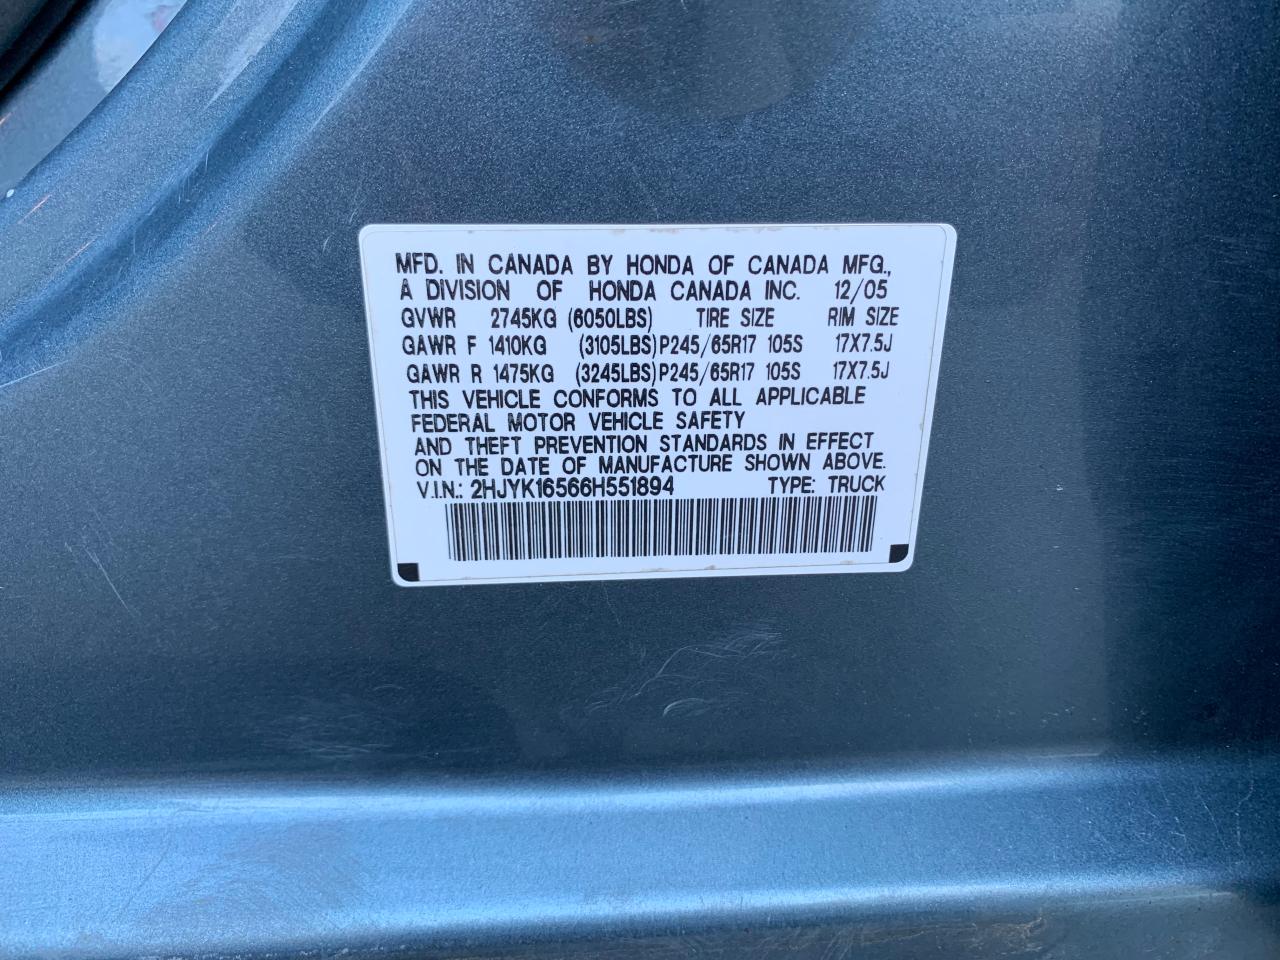 MFD. IN CANADA BY HONDA OF CANADA MFG.,
A DIVISION OF HONDA CANADA INC. 12/05
GVWR 2745KG (6050LBS) TIRE SIZE RIM SIZE
GAWR F 1410KG (3105LBS)P245/65R17 105S 17X7.5J
GAWR R 1475KG (3245LBS)P245/65R17 105S 17X7.5J
THIS VEHICLE CONFORMS TO ALL APPLICABLE
FEDERAL MOTOR VEHICLE SAFETY
AND THEFT PREVENTION STANDARDS IN EFFECT
ON THE DATE OF MANUFACTURE SHOWN ABOVE.
V.I.N.: 2HJYK16566H551894 TYPE: TRUCK